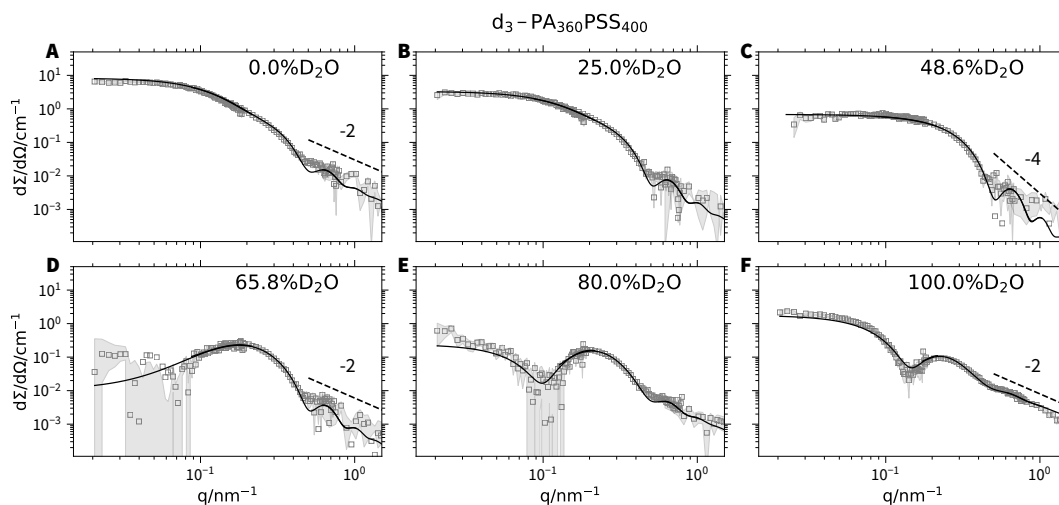 d₃−PA₃₆₀PSS₄₀₀
A
0.0%D₂O
-2
dΣ/dΩ/cm⁻¹
10¹
10⁰
10⁻¹
10⁻²
10⁻³
B
25.0%D₂O
C
48.6%D₂O
-4
D
65.8%D₂O
-2
dΣ/dΩ/cm⁻¹
10¹
10⁰
10⁻¹
10⁻²
10⁻³
10⁻¹
10⁰
q/nm⁻¹
E
80.0%D₂O
10⁻¹
10⁰
q/nm⁻¹
F
100.0%D₂O
-2
10⁻¹
10⁰
q/nm⁻¹